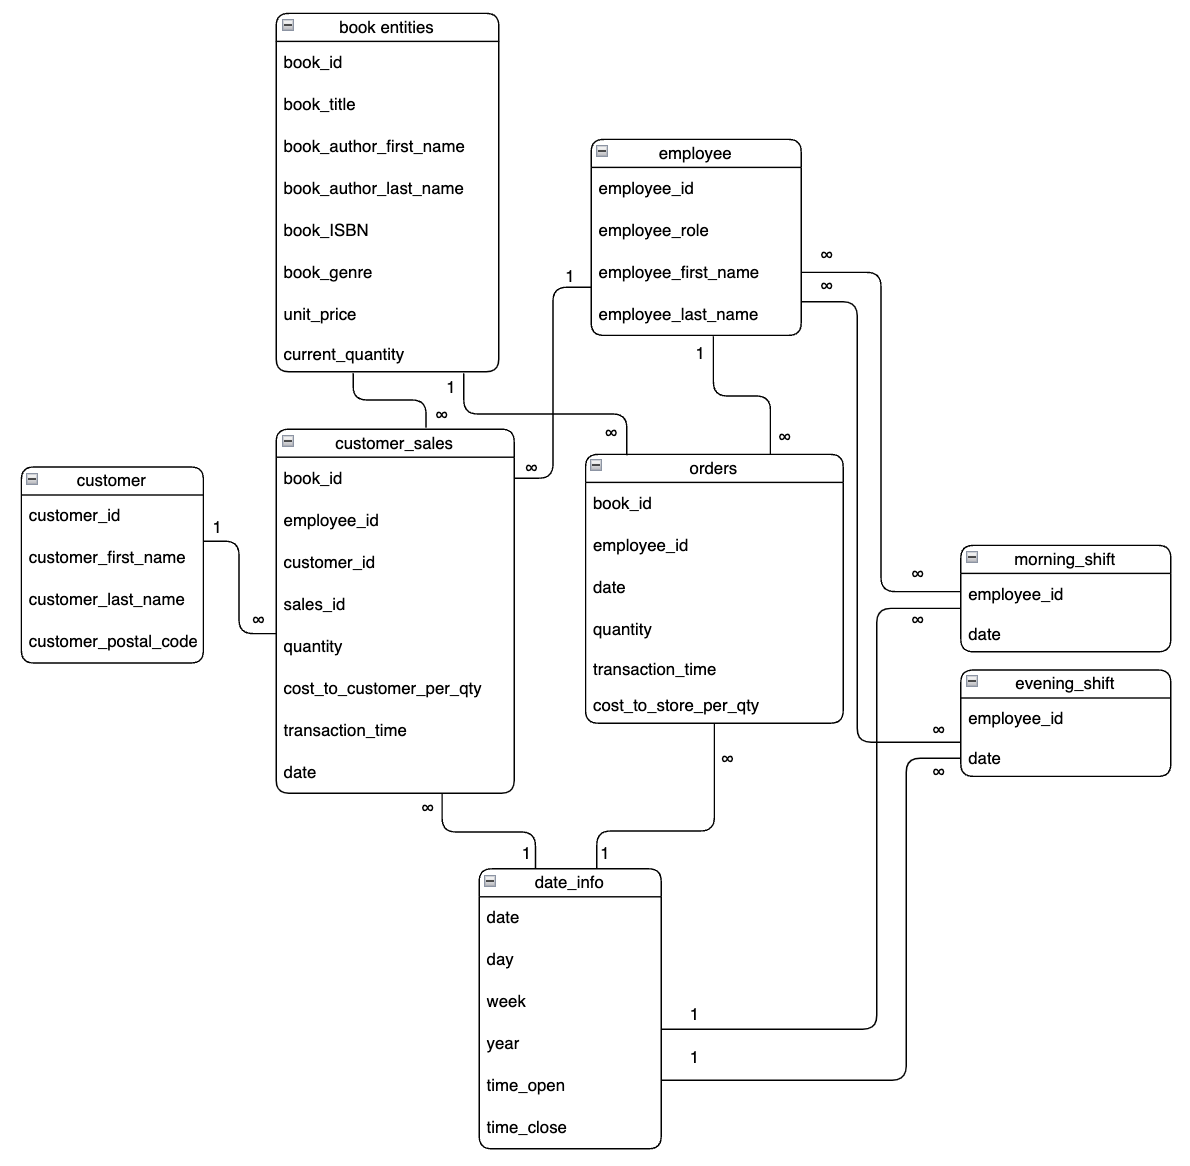 book entities
book_id
book_title
book_author_first_name
book_author_last_name
book_ISBN
book_genre
unit_price
current_quantity
employee
employee_id
employee_role
employee_first_name
employee_last_name
∞
∞
1
1
1
∞
∞
∞
∞
customer_sales
book_id
employee_id
customer_id
sales_id
quantity
cost_to_customer_per_qty
transaction_time
date
customer
customer_id
customer_first_name
customer_last_name
customer_postal_code
1
∞
orders
book_id
employee_id
date
quantity
transaction_time
cost_to_store_per_qty
morning_shift
employee_id
date
∞
∞
evening_shift
employee_id
date
∞
∞
∞
∞
1
1
date_info
date
day
week
year
time_open
time_close
1
1